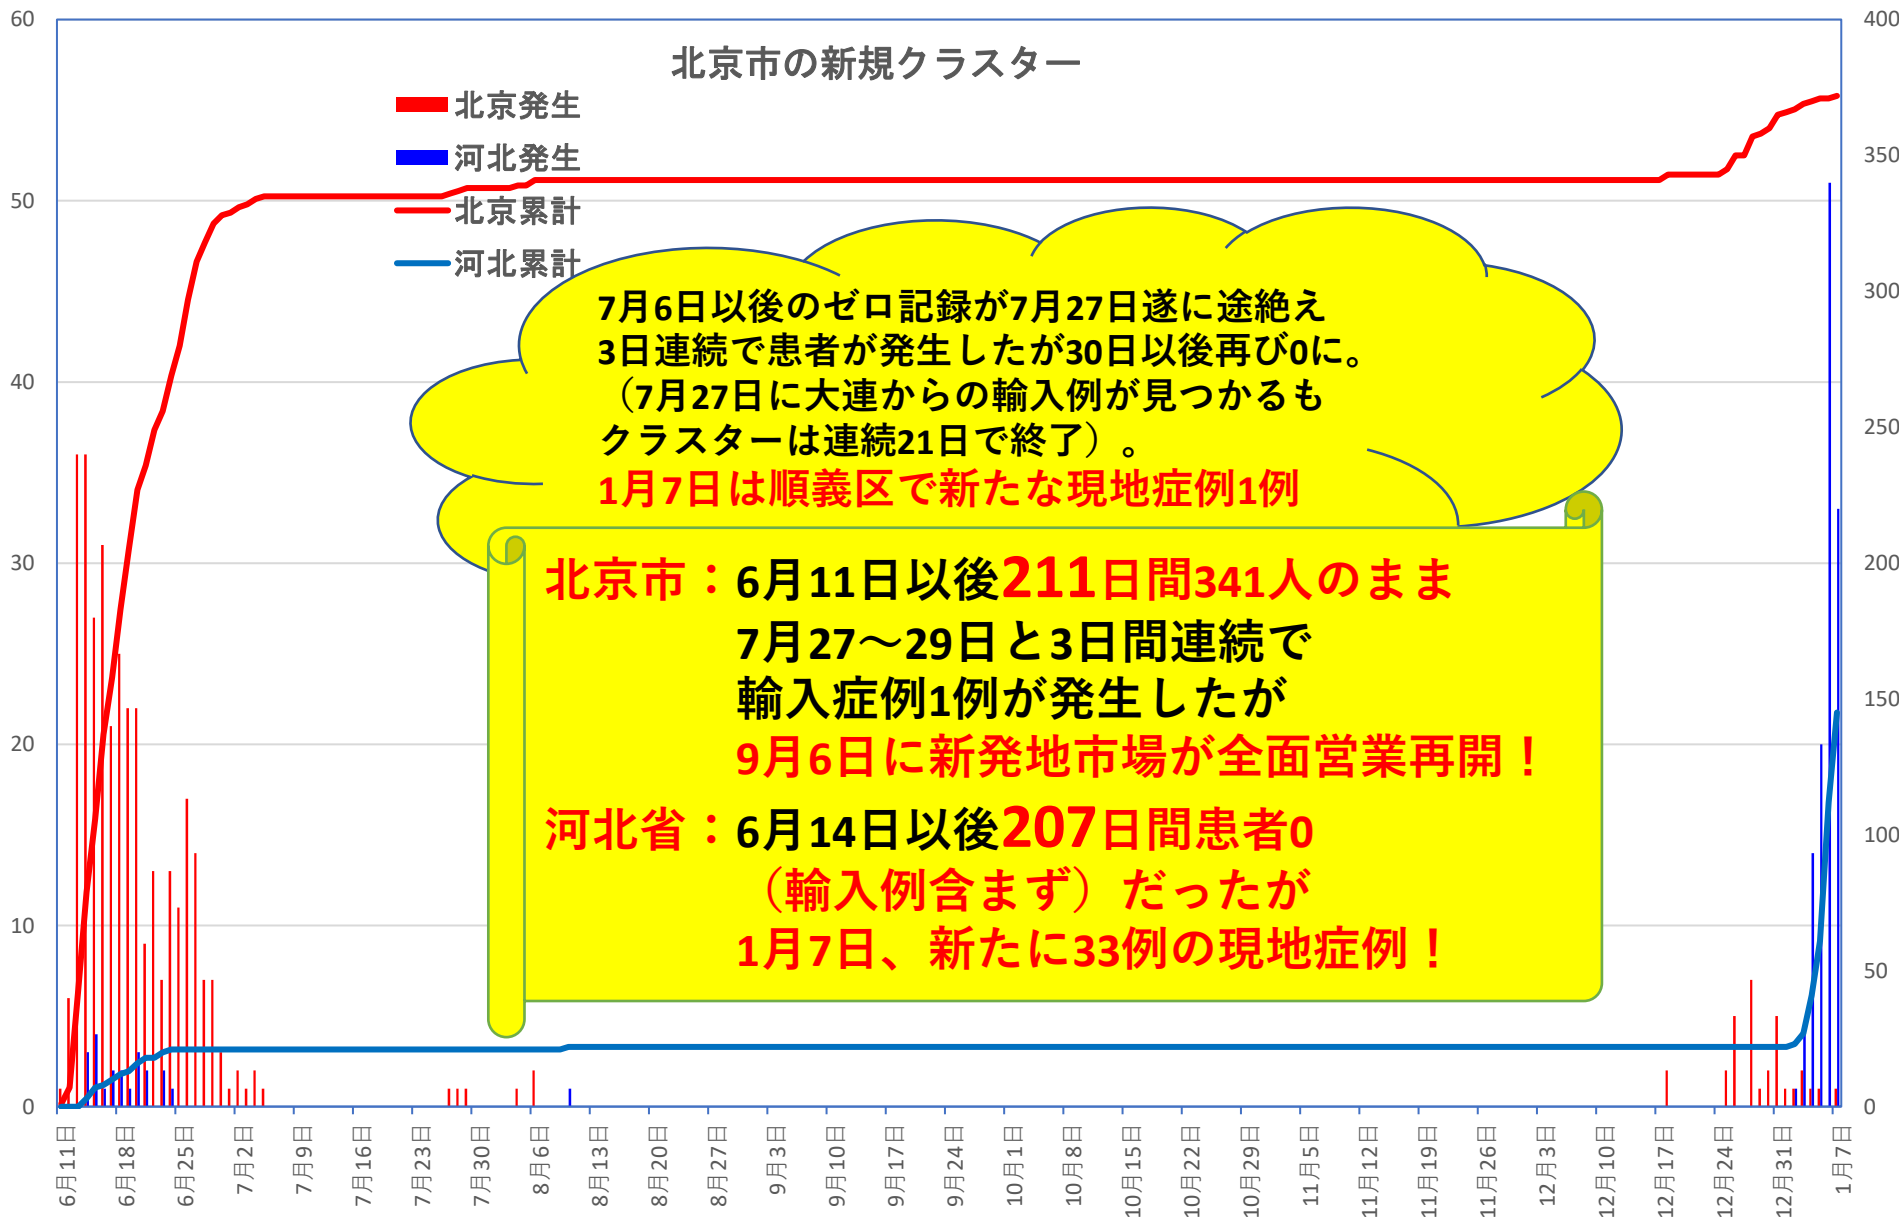 北京市の新規クラスター
北京発生
河北発生
北京累計
河北累計
7月6日以後のゼロ記録が7月27日遂に途絶え
3日連続で患者が発生したが30日以後再び0に。
（7月27日に大連からの輸入例が見つかるも
クラスターは連続21日で終了）。
1月7日は順義区で新たな現地症例1例
北京市：6月11日以後211日間341人のまま
7月27～29日と3日間連続で
輸入症例1例が発生したが
9月6日に新発地市場が全面営業再開！
河北省：6月14日以後207日間患者0
（輸入例含まず）だったが
1月7日、新たに33例の現地症例！
60
50
40
30
20
10
0
400
350
300
250
200
150
100
50
0
6月11日
6月18日
6月25日
7月2日
7月9日
7月16日
7月23日
7月30日
8月6日
8月13日
8月20日
8月27日
9月3日
9月10日
9月17日
9月24日
10月1日
10月8日
10月15日
10月22日
10月29日
11月5日
11月12日
11月19日
11月26日
12月3日
12月10日
12月17日
12月24日
12月31日
1月7日